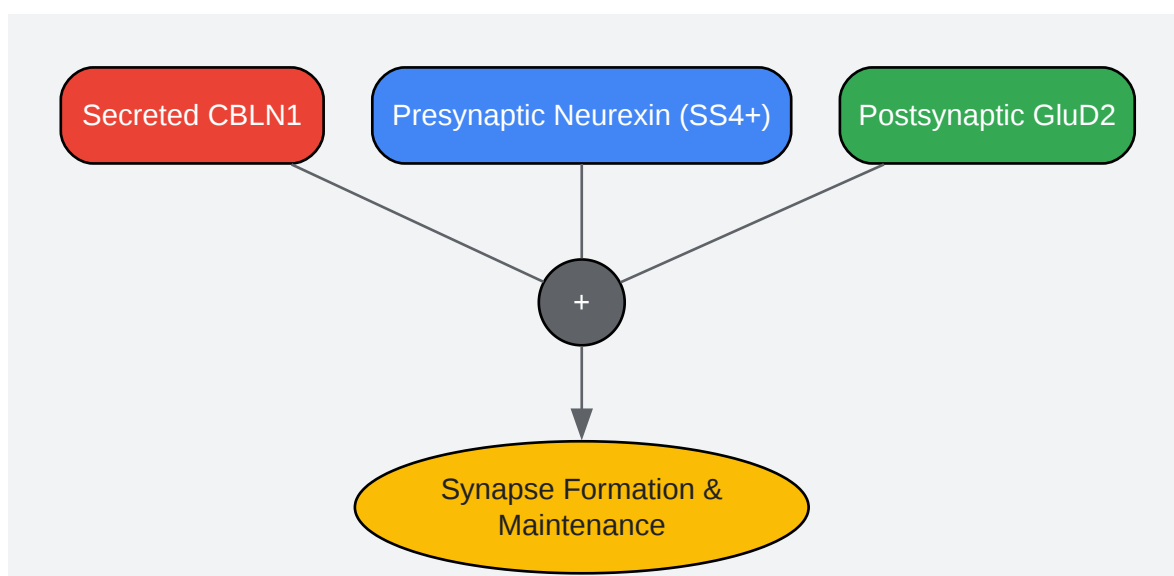 Secreted CBLN1
Presynaptic Neurexin (SS4+)
Postsynaptic GluD2
+
Synapse Formation &
Maintenance